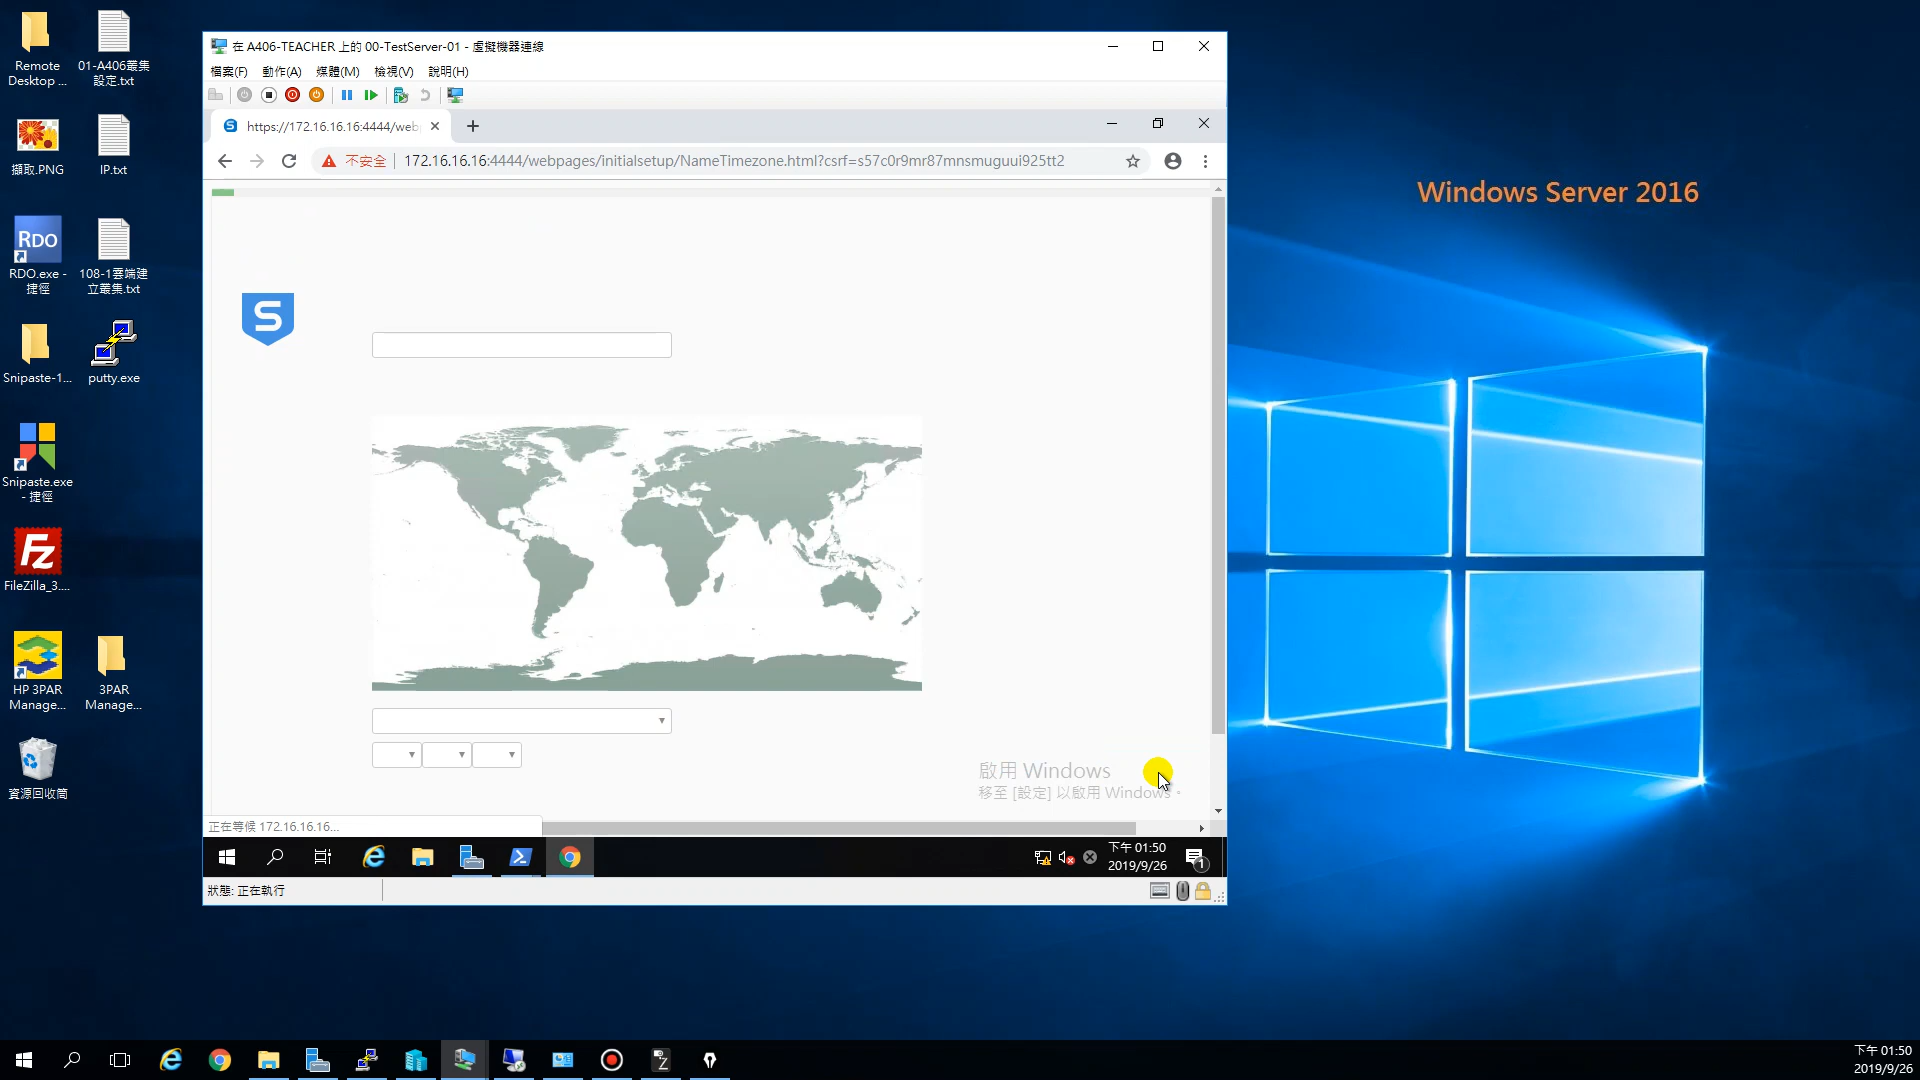 Remote
Desktop ...
01-A406叢集
設定.txt
擷取.PNG
IP.txt
RDO
RDO.exe -
捷徑
108-1雲端建
立叢集.txt
Snipaste-1...
putty.exe
Snipaste.exe
- 捷徑
Fz
FileZilla_3....
HP 3PAR
Manage...
3PAR
Manage...
資源回收筒
在 A406-TEACHER 上的 00-TestServer-01 - 虛擬機器連線
檔案(F) 動作(A) 媒體(M) 檢視(V) 說明(H)
https://172.16.16.16:4444/web
不安全 172.16.16.16:4444/webpages/initialsetup/NameTimezone.html?csrf=s57c0r9mr87mnsmuguui925tt2
S
啟用 Windows
移至 [設定] 以啟用 Windows。
正在等候 172.16.16.16...
下午 01:50
2019/9/26
1
狀態: 正在執行
Windows Server 2016
下午 01:50
2019/9/26